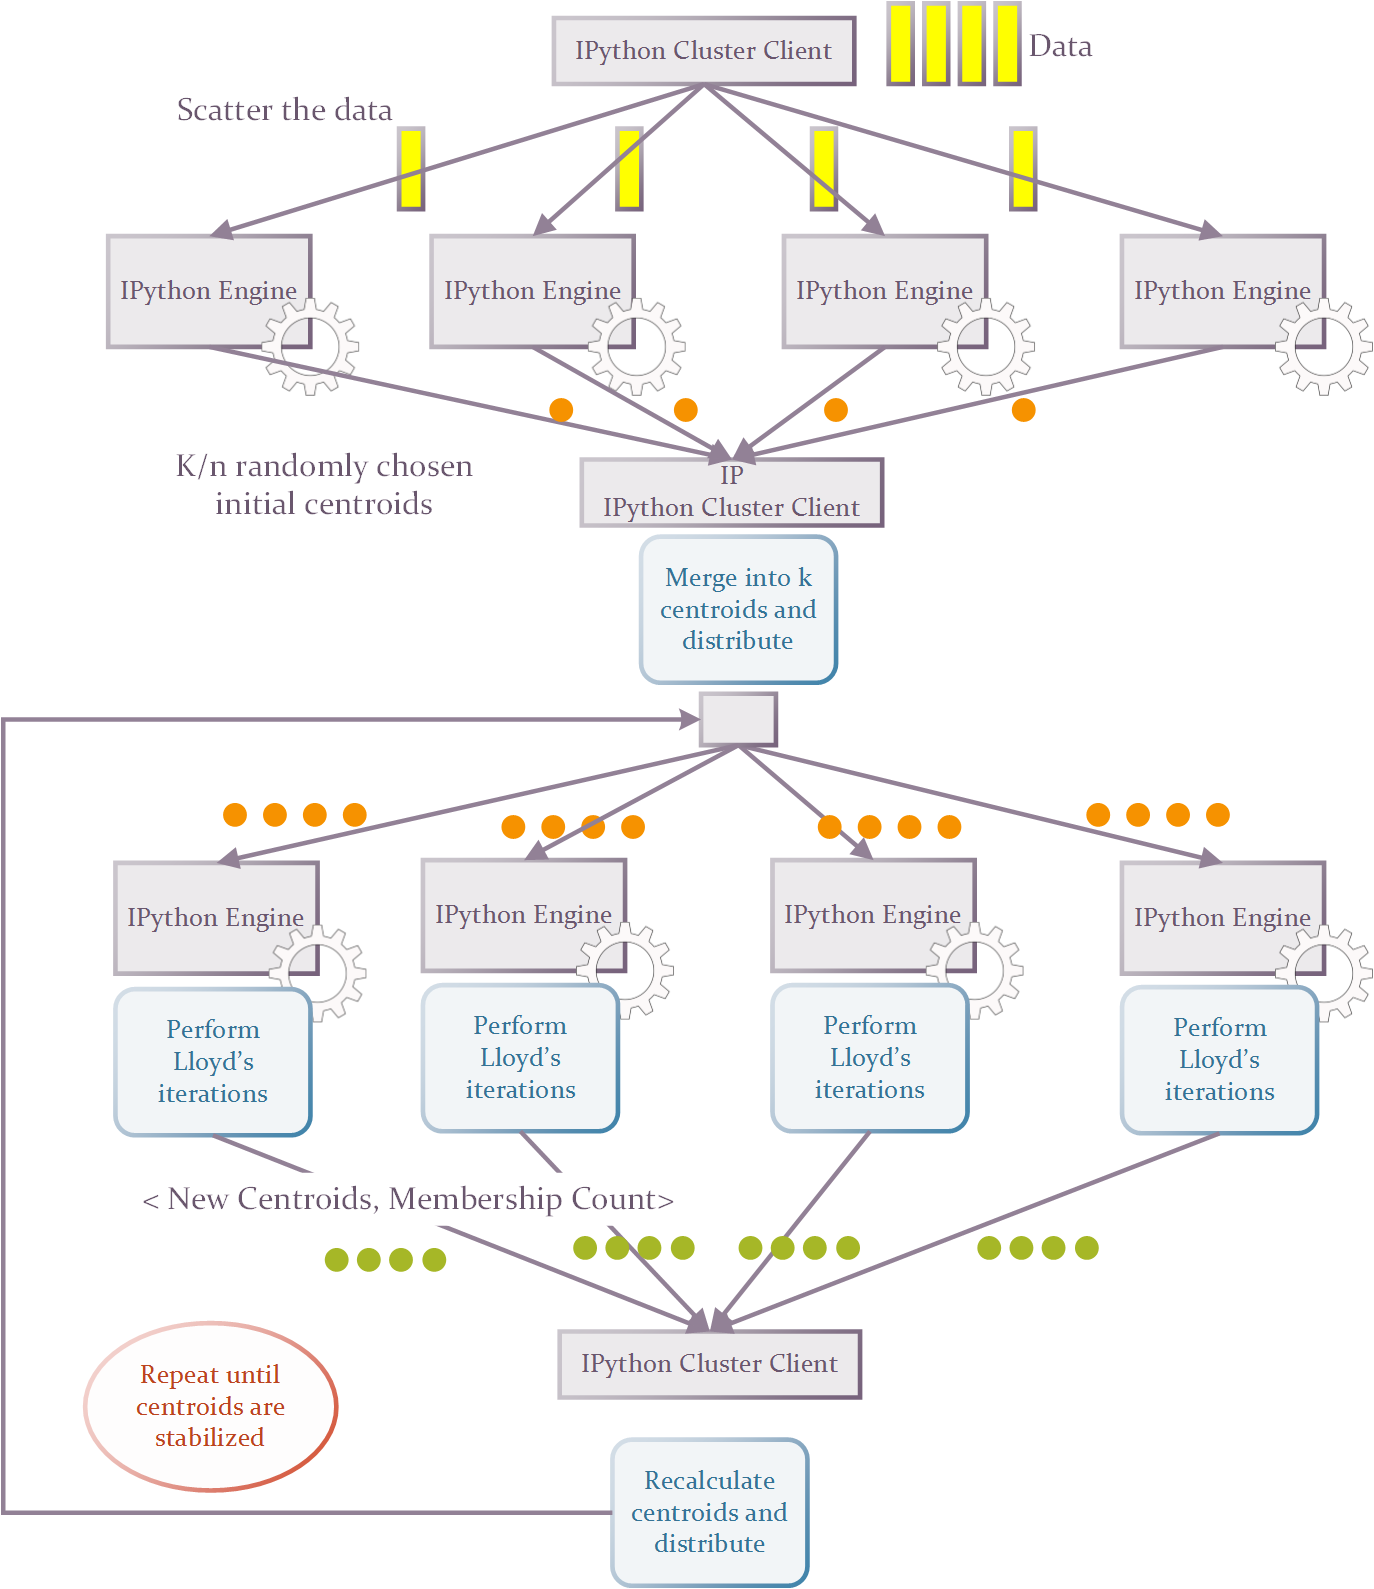 IPython Cluster Client
Data
Scatter the data
IPython Engine
IPython Engine
IPython Engine
IPython Engine
K/n randomly chosen
initial centroids
IP
IPython Cluster Client
Merge into k
centroids and
distribute
IPython Engine
IPython Engine
IPython Engine
IPython Engine
Perform
Lloyd's
iterations
Perform
Lloyd's
iterations
Perform
Lloyd's
iterations
Perform
Lloyd's
iterations
< New Centroids, Membership Count>
IPython Cluster Client
Repeat until
centroids are
stabilized
Recalculate
centroids and
distribute